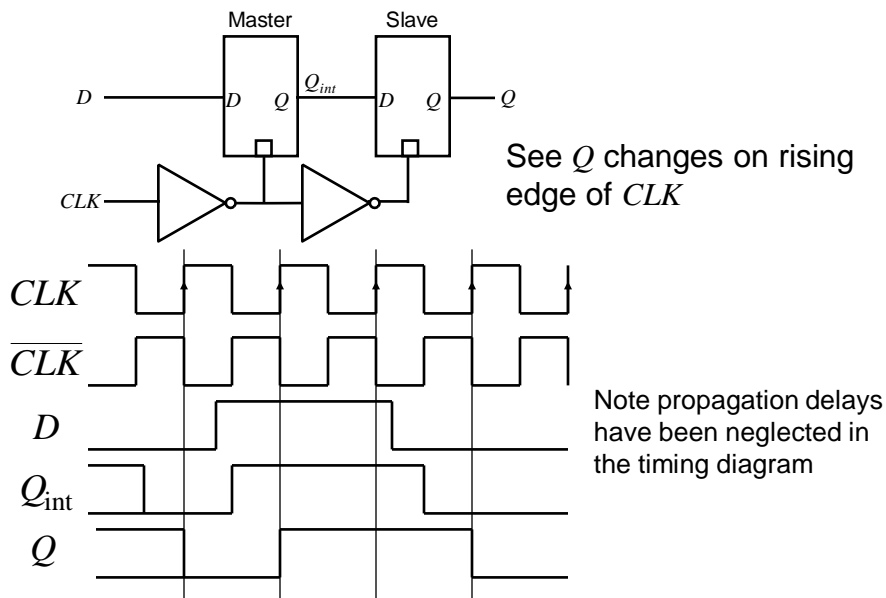 Master Slave
D D Q Q_int D Q Q
CLK
See Q changes on rising
edge of CLK
CLK
C̅L̅K̅
D
Note propagation delays
have been neglected in
the timing diagram
Q_int
Q